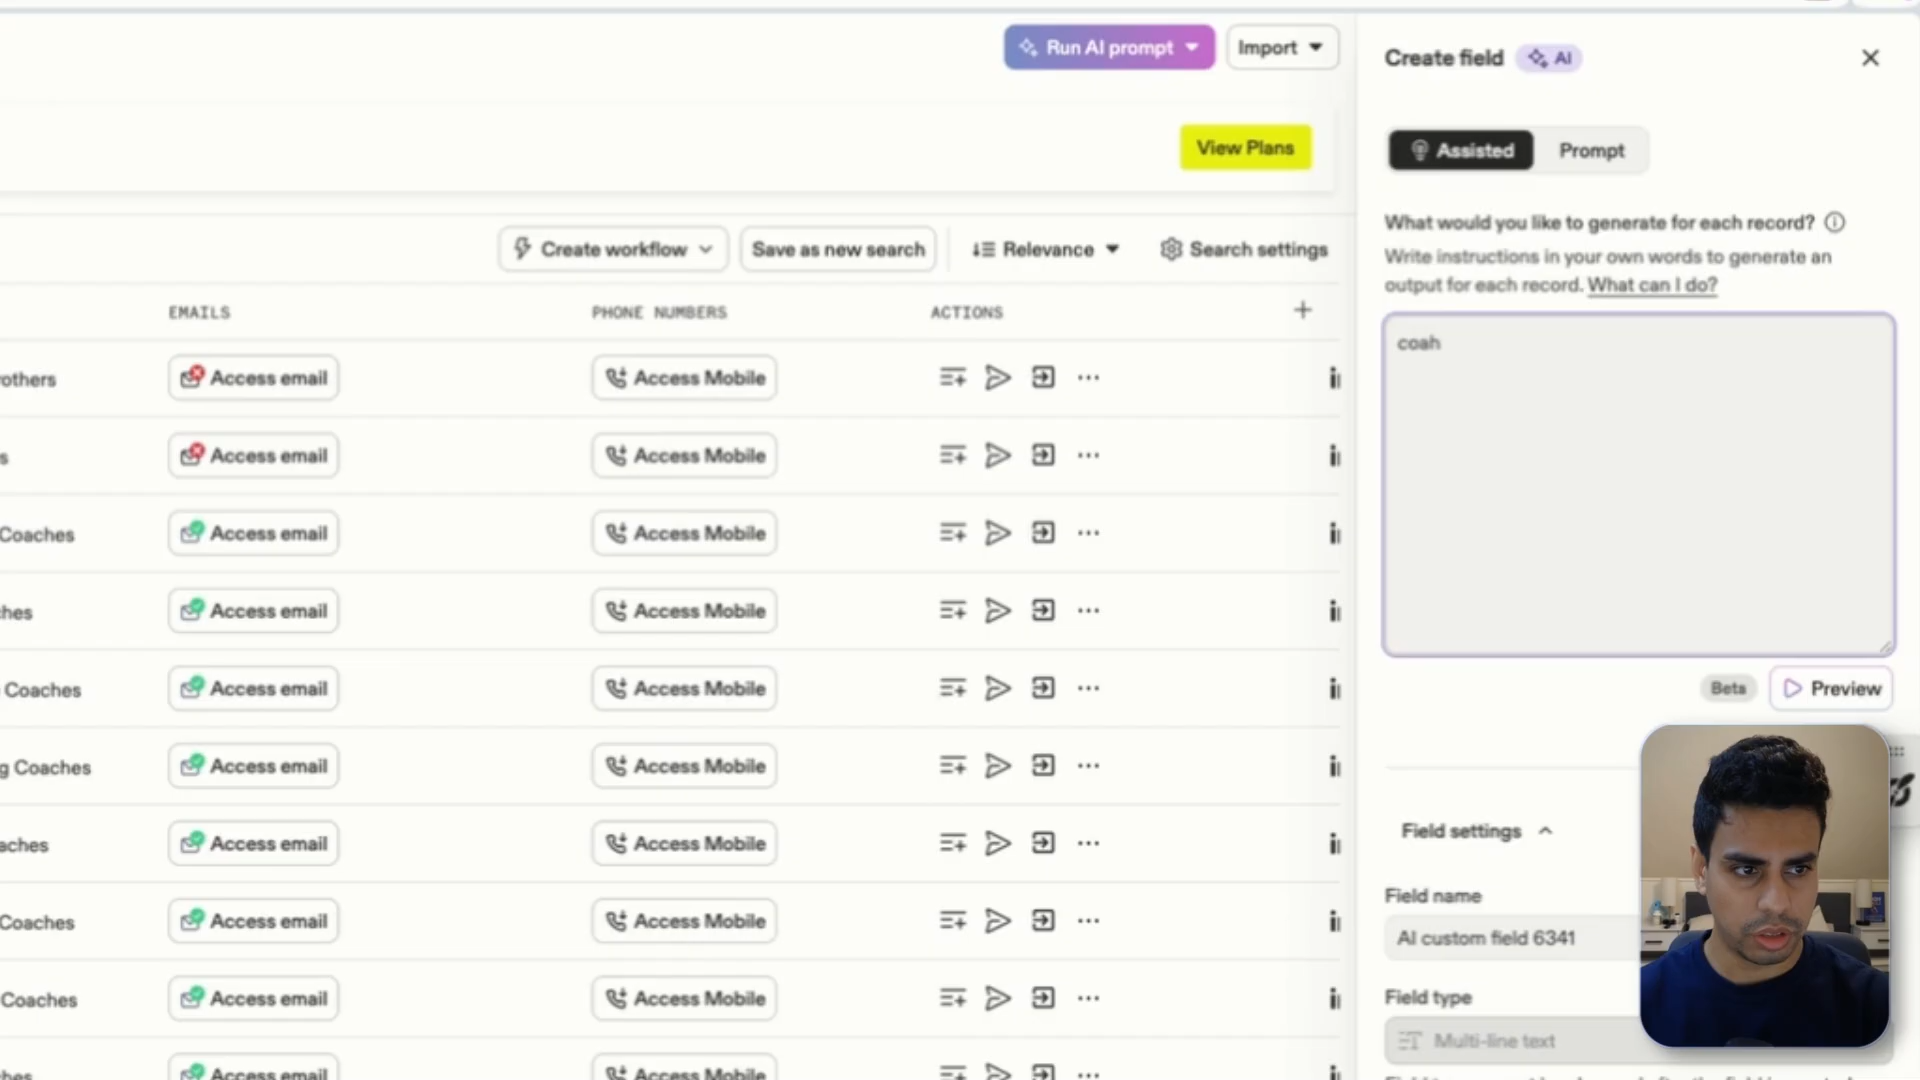 Run AI prompt
Import
Create field
AI
View Plans
Assisted
Prompt
What would you like to generate for each record?
Write instructions in your own words to generate an
output for each record. What can I do?
Create workflow
Save as new search
Relevance
Search settings
EMAILS
PHONE NUMBERS
ACTIONS
coah
others
Access email
Access Mobile
s
Access email
Access Mobile
Coaches
Access email
Access Mobile
hes
Access email
Access Mobile
Coaches
Access email
Access Mobile
Beta
Preview
g Coaches
Access email
Access Mobile
aches
Access email
Access Mobile
Field settings
Coaches
Access email
Access Mobile
Field name
AI custom field 6341
Coaches
Access email
Access Mobile
Field type
Multi-line text
Access email
Access Mobile